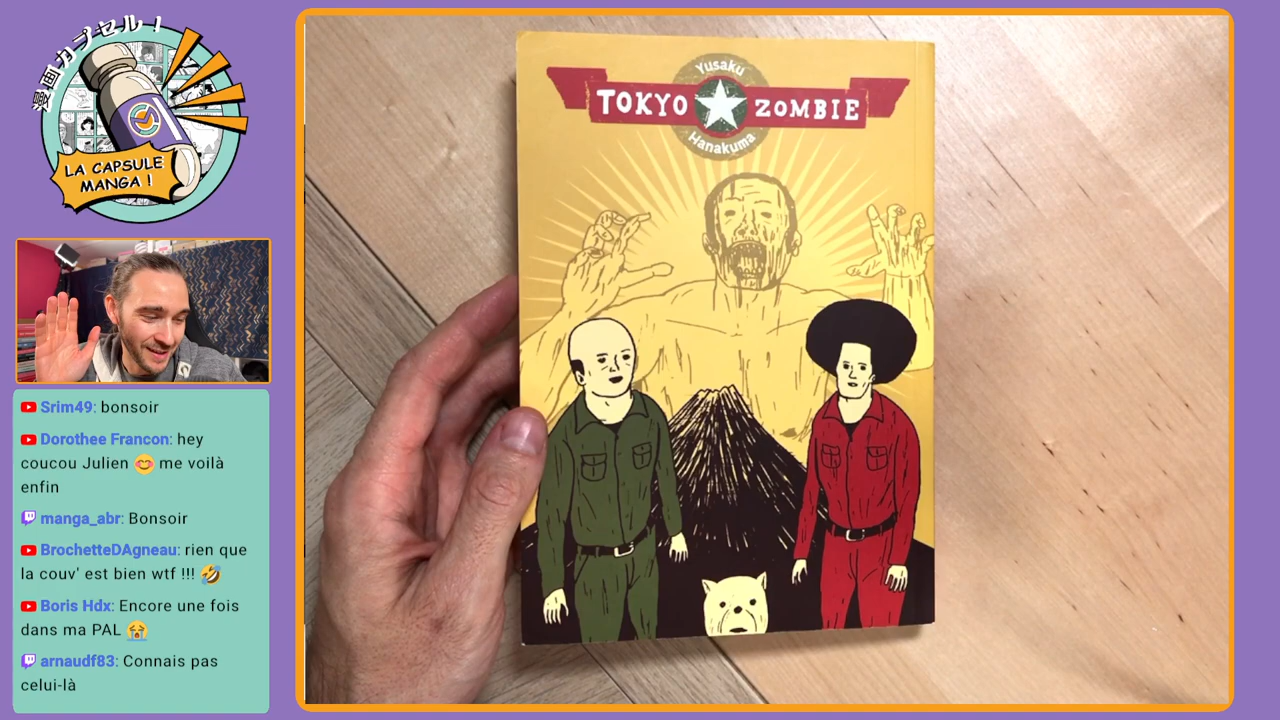 漫画カプセル！
LA CAPSULE
MANGA !
Yusaku
TOKYO ZOMBIE
Hanakuma
Srim49: bonsoir
Dorothee Francon: hey
coucou Julien 😊 me voilà
enfin
manga_abr: Bonsoir
BrochetteDAgneau: rien que
la couv' est bien wtf !!! 🤣
Boris Hdx: Encore une fois
dans ma PAL 😭
arnaudf83: Connais pas
celui-là